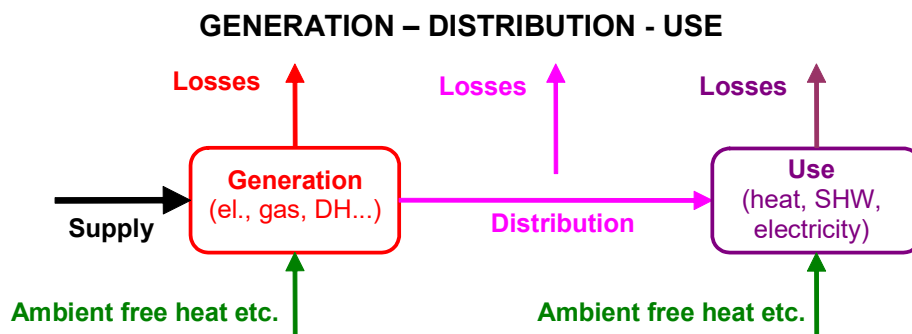 GENERATION – DISTRIBUTION - USE
Losses
Losses
Losses
Generation
(el., gas, DH...)
Use
(heat, SHW,
electricity)
Supply
Distribution
Ambient free heat etc.
Ambient free heat etc.